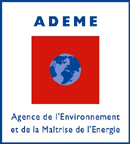 ADEME
Agence de l'Environnement
et de la Maîtrise de l'Energie